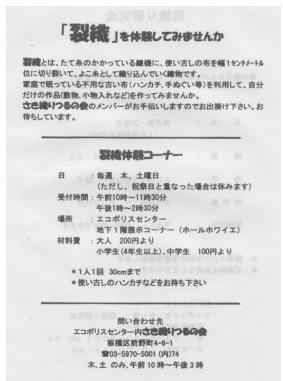 「裂織」を体験してみませんか
裂織とは、たて糸のかかっている織機に、使い古しの布を幅1センチメートル
位に切り裂いて、よこ糸として織り込んでいく織物です。
家庭で眠っている不用な古い布(ハンカチ、手ぬぐい等)を利用して、自分
だけの作品(敷物、小物入れなど)を作ってみませんか。
さき織りつるの会のメンバーがお手伝いしますのでお出掛け下さい。お
待ちしています。
裂織体験コーナー
日 : 毎週 木、土曜日
(ただし、祝祭日と重なった場合は休みます)
受付時間 : 午前10時~11時30分
午後1時~2時30分
場所 : エコポリスセンター
地下1階展示コーナー(ホールホワイエ)
材料費 : 大人 200円より
小学生(4年生以上),中学生 100円より
*1人1回 30cmまで
*使い古しのハンカチなどをお持ち下さい
問い合わせ先
エコポリスセンター内さき織りつるの会
板橋区前野町4-6-1
☎03-5970-5001(内)74
木、土 のみ、午前10時~午後3時